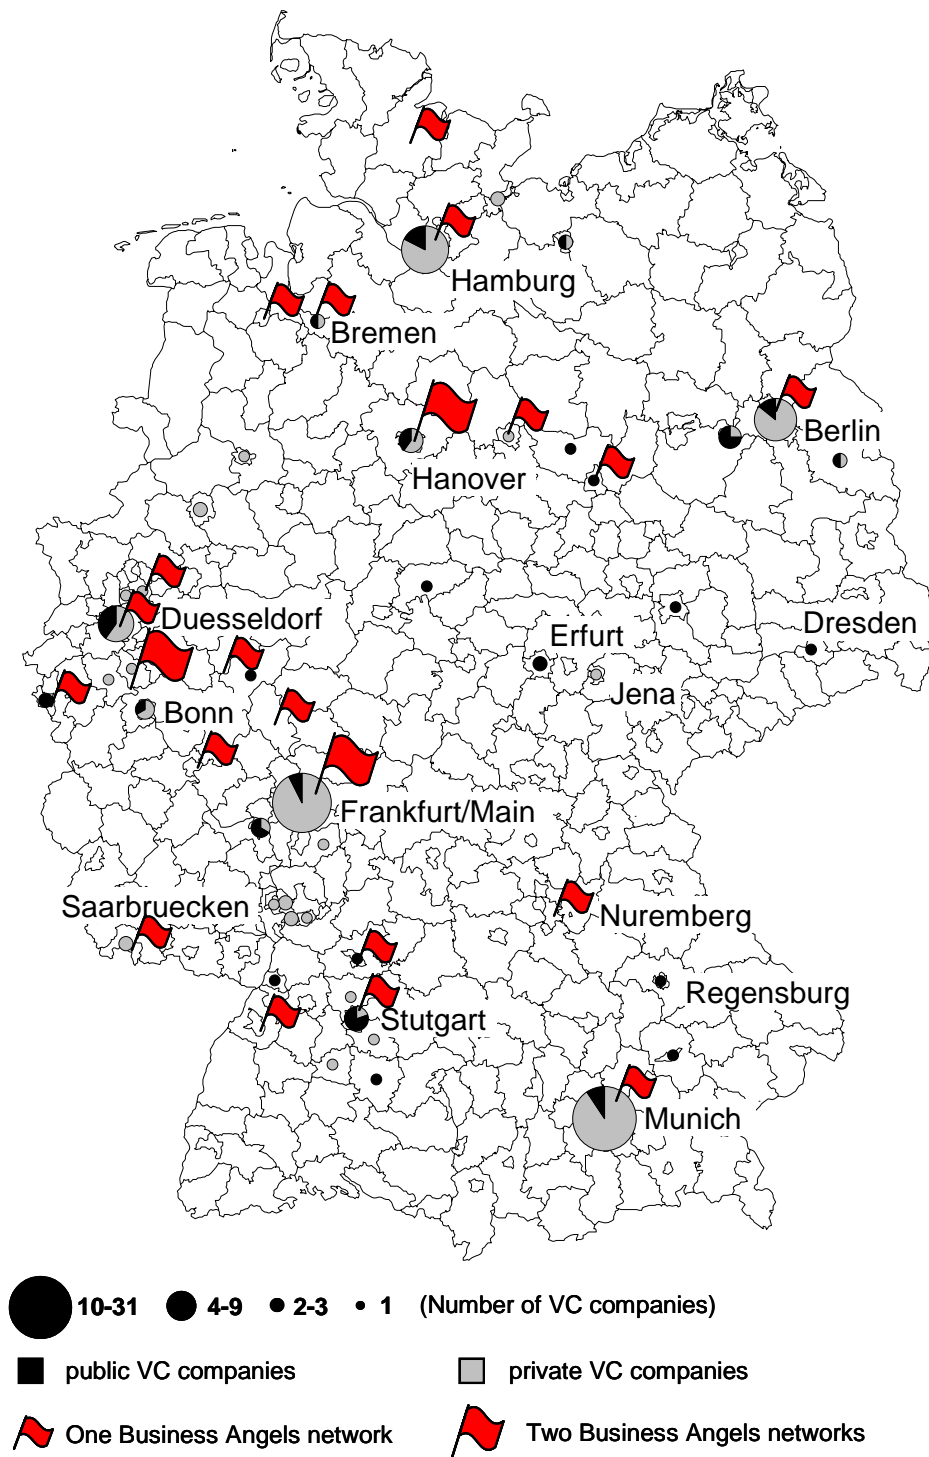 Hamburg
Bremen
Berlin
Hanover
Duesseldorf
Erfurt
Dresden
Jena
Bonn
Frankfurt/Main
Saarbruecken
Nuremberg
Regensburg
Stutgart
Munich
10-31 4-9 2-3 1 (Number of VC companies)
public VC companies private VC companies
One Business Angels network Two Business Angels networks